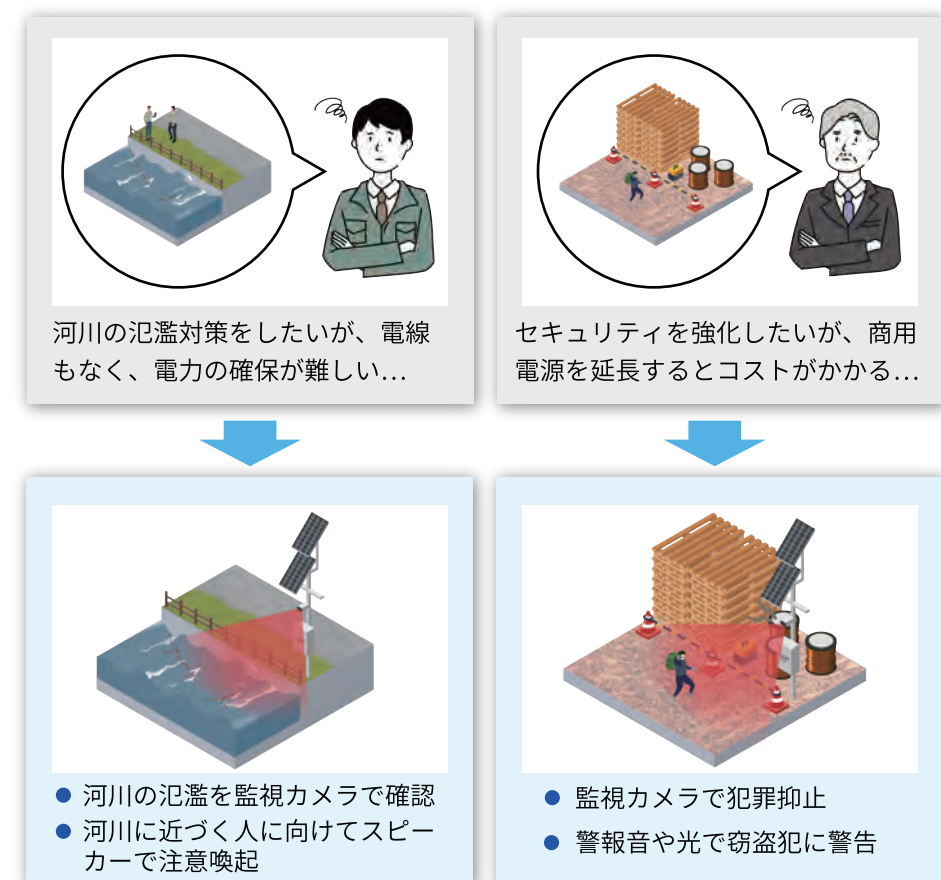 河川の氾濫対策をしたいが、電線
もなく、電力の確保が難しい…
セキュリティを強化したいが、商用
電源を延長するとコストがかかる…
● 河川の氾濫を監視カメラで確認
● 河川に近づく人に向けてスピー
カーで注意喚起
● 監視カメラで犯罪抑止
● 警報音や光で窃盗犯に警告